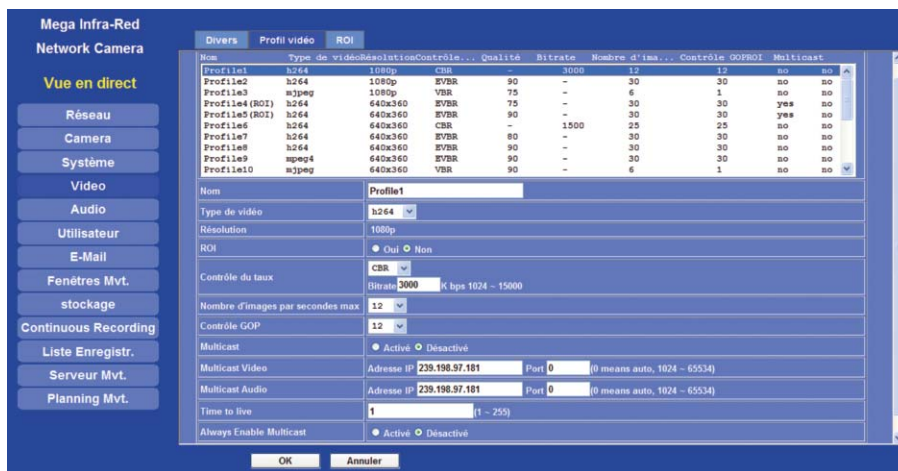 Mega Infra-Red
Network Camera
Vue en direct
Réseau
Camera
Système
Video
Audio
Utilisateur
E-Mail
Fenêtres Mvt.
stockage
Continuous Recording
Liste Enregistr.
Serveur Mvt.
Planning Mvt.
Divers Profil vidéo ROI
Nom Type de vidéoRésolutionContrôle... Qualité Bitrate Nombre d'ima... Contrôle GOPROI Multicast
Profile1 h264 1080p CBR - 3000 12 12 no no
Profile2 h264 1080p EVBR 90 - 30 30 no no
Profile3 mjpeg 1080p VBR 75 - 6 1 no no
Profile4(ROI) h264 640x360 EVBR 75 - 30 30 yes no
Profile5(ROI) h264 640x360 EVBR 90 - 30 30 yes no
Profile6 h264 640x360 CBR - 1500 25 25 no no
Profile7 h264 640x360 EVBR 80 - 30 30 no no
Profile8 h264 640x360 EVBR 90 - 30 30 no no
Profile9 mpeg4 640x360 EVBR 90 - 30 30 no no
Profile10 mjpeg 640x360 VBR 90 - 6 1 no no
Nom Profile1
Type de vidéo h264
Résolution 1080p
ROI Oui Non
Contrôle du taux CBR
Bitrate 3000 K bps 1024 ~ 15000
Nombre d'images par secondes max 12
Contrôle GOP 12
Multicast Activé Désactivé
Multicast Video Adresse IP 239.198.97.181 Port 0 (0 means auto, 1024 ~ 65534)
Multicast Audio Adresse IP 239.198.97.181 Port 0 (0 means auto, 1024 ~ 65534)
Time to live 1 (1 ~ 255)
Always Enable Multicast Activé Désactivé
OK Annuler